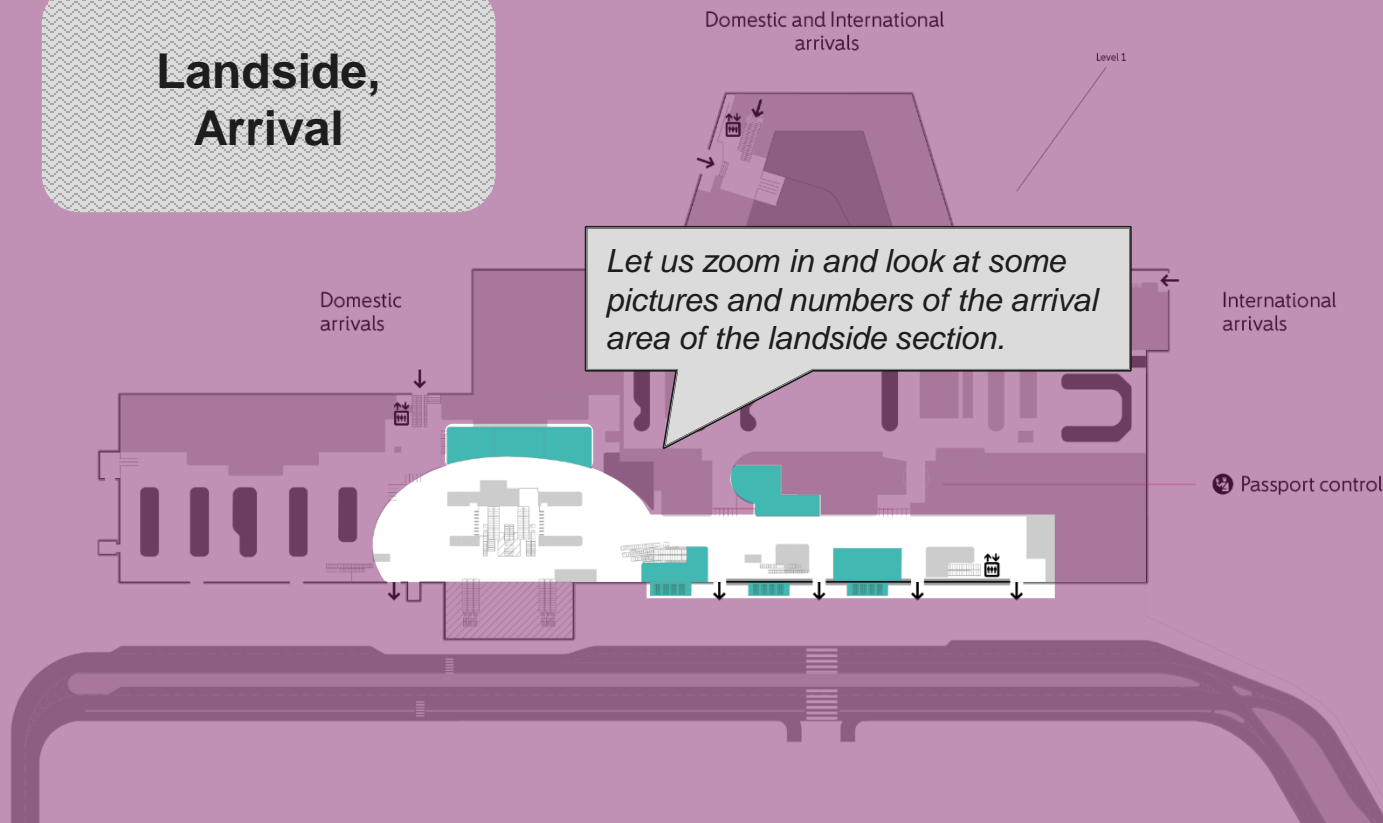 Landside,
Arrival
Domestic and International
arrivals
Level 1
Let us zoom in and look at some
pictures and numbers of the arrival
area of the landside section.
Domestic
arrivals
International
arrivals
Passport control